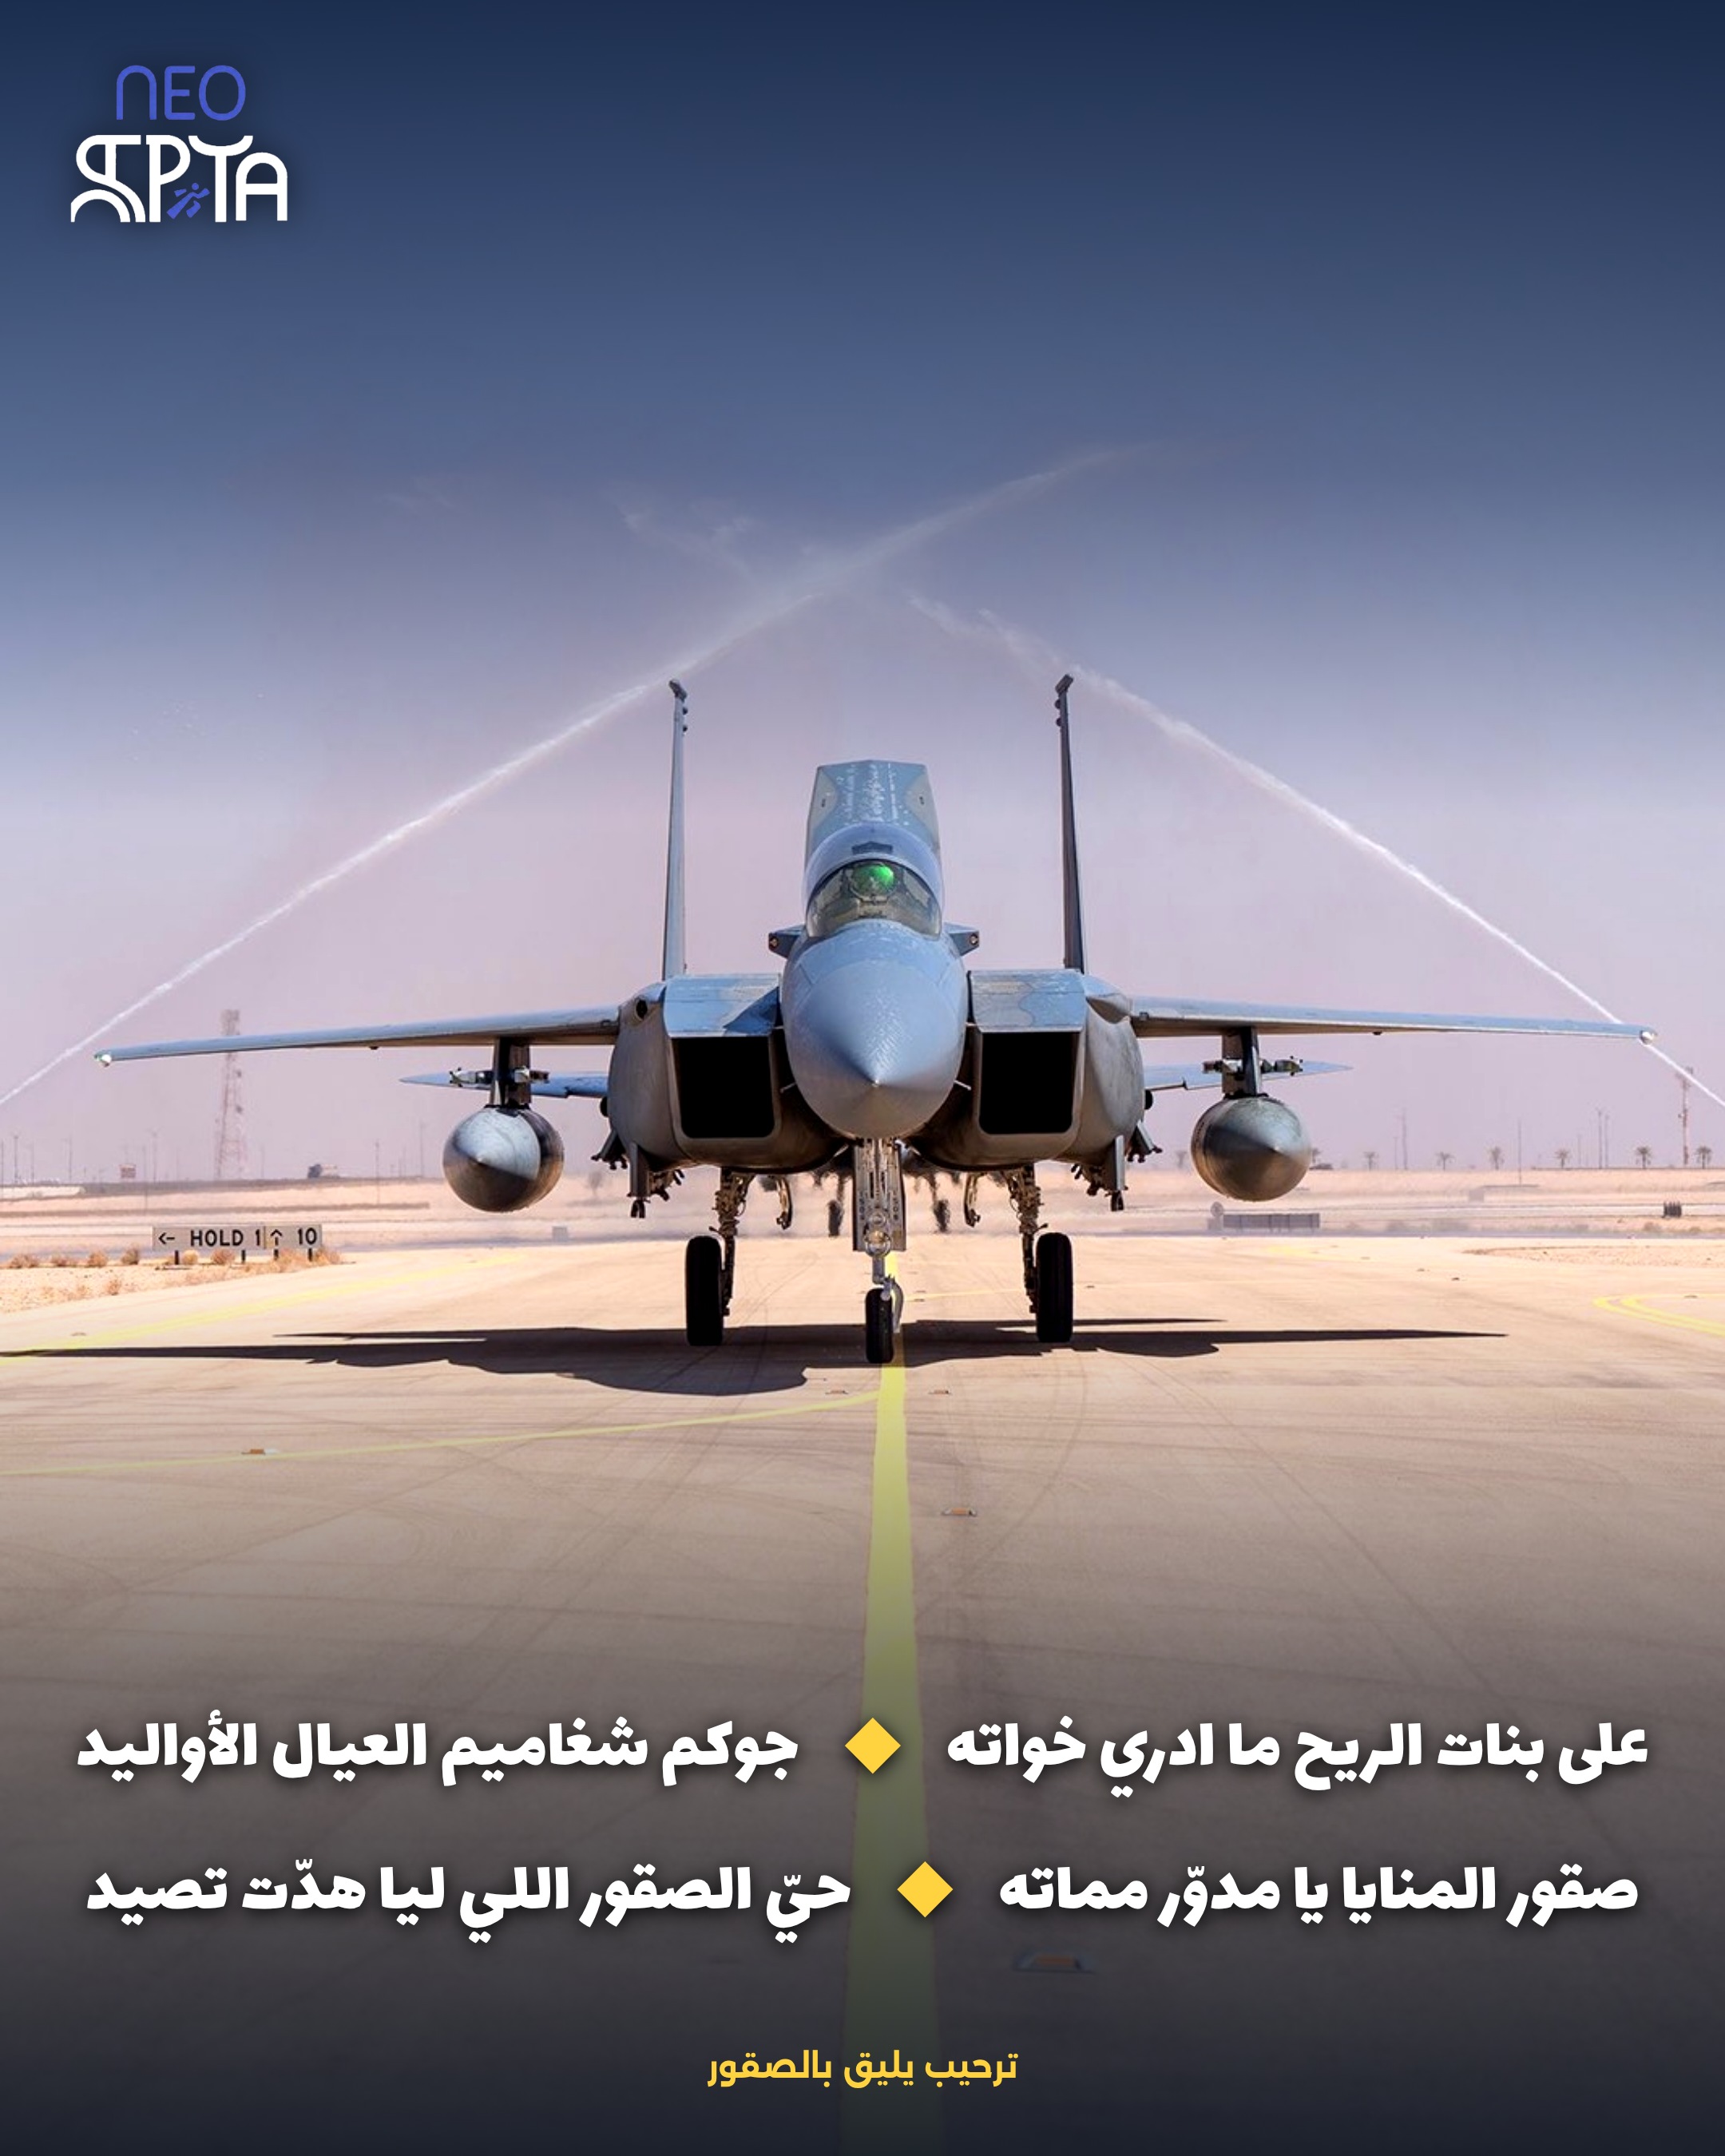 NEO
SPTA
← HOLD 1 ↑ 10
على بنات الريح ما ادري خواته ◆ جوكم شغاميم العيال الأواليد
صقور المنايا يا مدوّر مماته ◆ حيّ الصقور اللي ليا هدّت تصيد
ترحيب يليق بالصقور